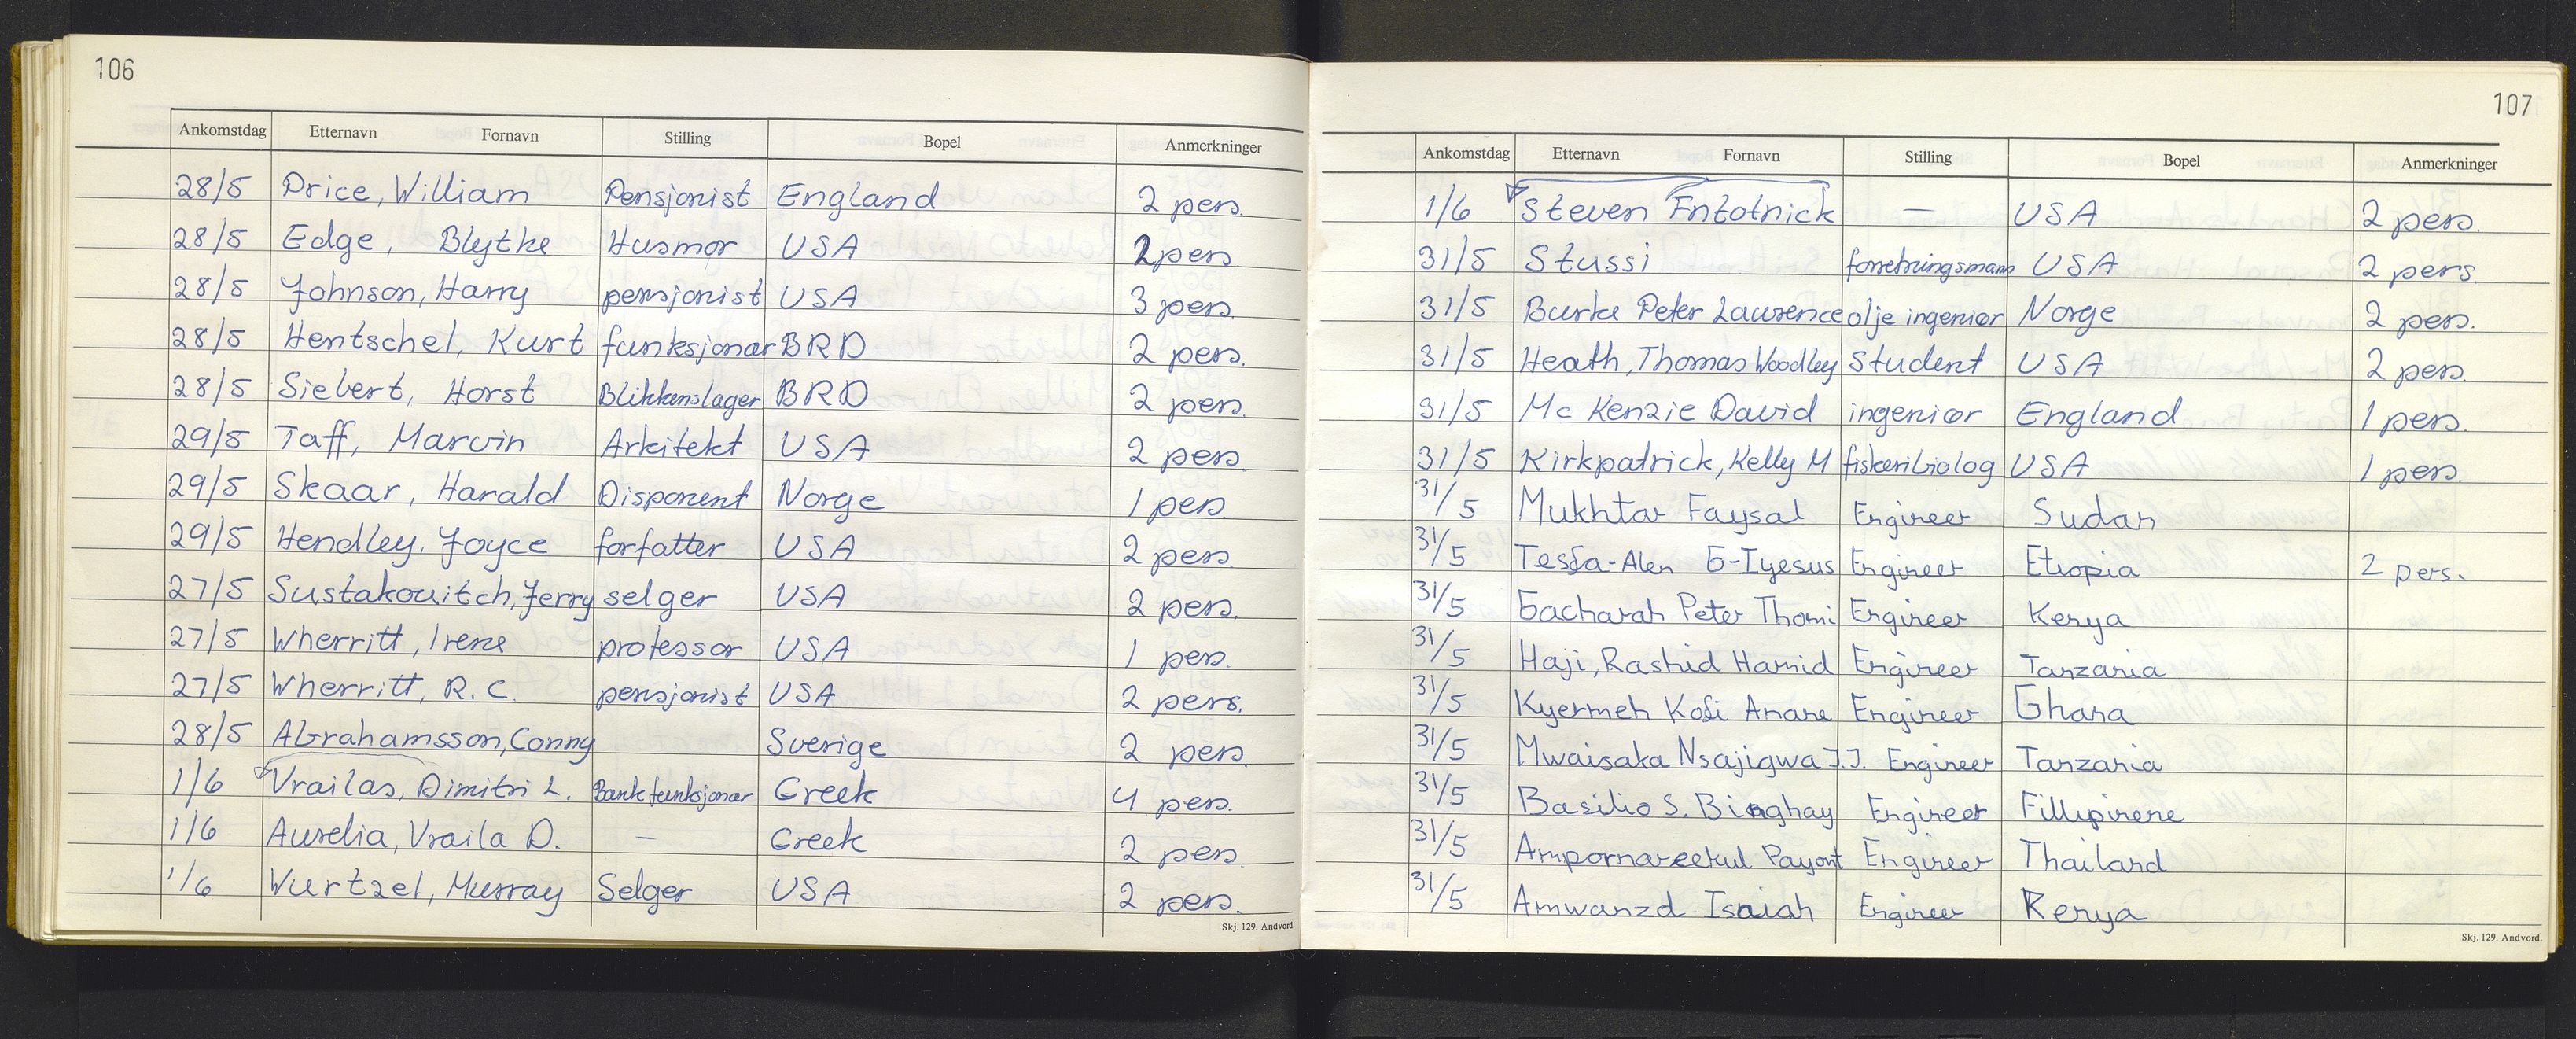 106
Ankomstdag Etternavn Fornavn Stilling Bopel Anmerkninger
28/5 Price, William Pensjonist England 2 pers.
28/5 Edge, Blythe Husmor USA 2 pers
28/5 Johnson, Harry pensjonist USA 3 pers.
28/5 Hentschel, Kurt funksjonær BRD 2 pers.
28/5 Siebert, Horst Blikkenslager BRD 2 pers.
29/5 Taff, Marvin Arkitekt USA 2 pers.
29/5 Skaar, Harald Disponent Norge 1 pers.
29/5 Hendley, Joyce forfatter USA 2 pers.
27/5 Sustakovitch, Jerry selger USA 2 pers.
27/5 Wherritt, Irene professor USA 1 pers.
27/5 Wherritt, R.C. pensjonist USA 2 pers.
28/5 Abrahamsson, Conny Sverige 2 pers.
1/6 Vrailas, Dimitri L. Bankfunksjonær Greek 4 pers.
1/6 Aurelia, Vraila D. — Greek 2 pers.
1/6 Wurtzel, Murray Selger USA 2 pers.
Skj. 129. Andvord.
107
Ankomstdag Etternavn Fornavn Stilling Bopel Anmerkninger
1/6 Steven — USA 2 pers.
31/5 Stussi forretningsmann USA 2 pers.
31/5 Burke Peter Laurence olje ingeniør Norge 2 pers.
31/5 Heath, Thomas Woodley Student USA 2 pers.
31/5 Mc Kenzie David ingeniør England 1 pers.
31/5 Kirkpatrick, Kelly M fiskeribiolog USA 1 pers.
31/5 Mukhtar Faysal Engineer Sudan
31/5 Tesfa-Alen G-Iyesus Engineer Etiopia 2 pers.
31/5 Gacharah Peter Thomi Engineer Kenya
31/5 Haji, Rashid Hamid Engineer Tanzania
31/5 Kyermeh Kofi Anane Engineer Ghana
31/5 Mwaisaka Nsajigwa J.J. Engineer Tanzania
31/5 Basilio S. Binghay Engineer Fillipinene
31/5 Payont Engineer Thailand
31/5 Isaiah Engineer Kenya
Skj. 129. Andvord.